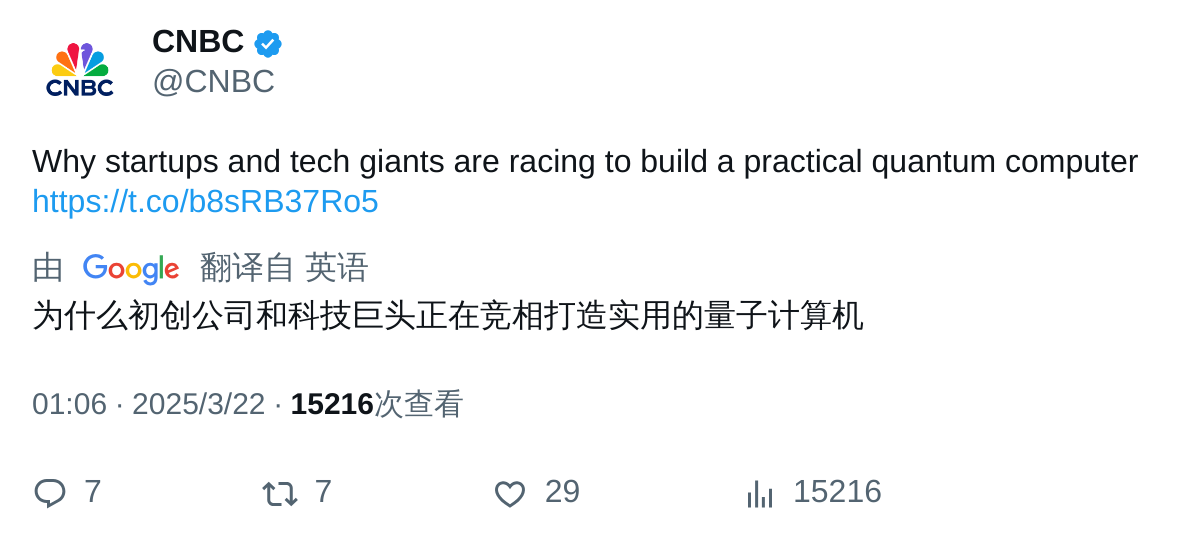 CNBC
CNBC
@CNBC
Why startups and tech giants are racing to build a practical quantum computer
https://t.co/b8sRB37Ro5
由 Google 翻译自 英语
为什么初创公司和科技巨头正在竞相打造实用的量子计算机
01:06 · 2025/3/22 · 15216次查看
7 7 29 15216